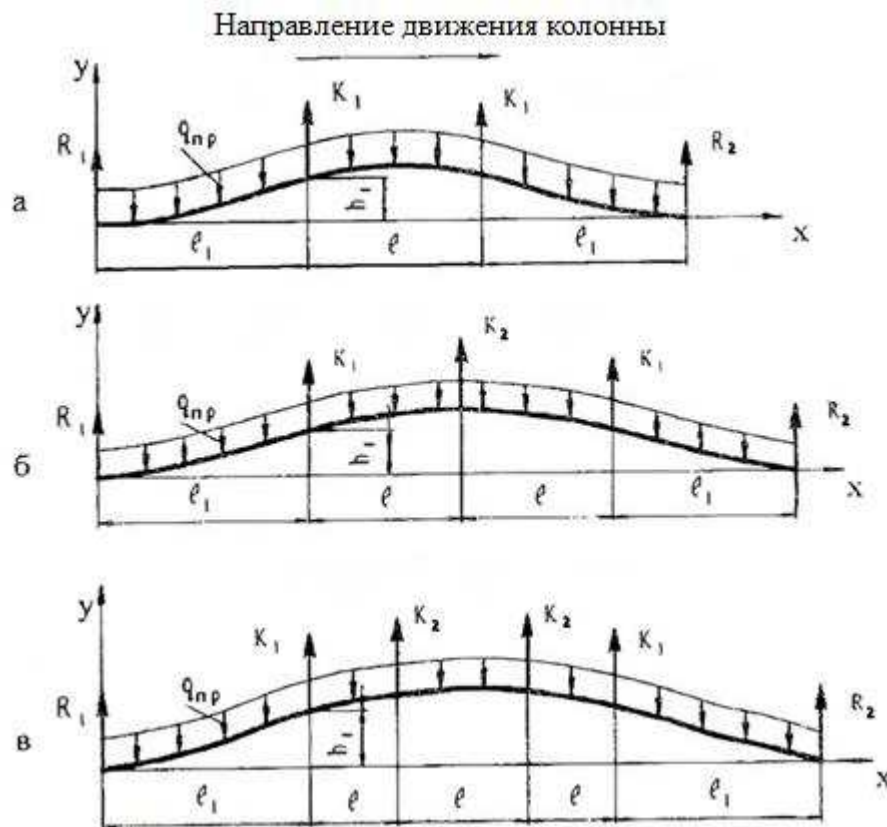 Направление движения колонны
y
K₁ K₁
R₁ qпр R₂
а h₁
ℓ₁ ℓ ℓ₁ x
y K₂
K₁ K₁
R₁ qпр R₂
б h₁
ℓ₁ ℓ ℓ ℓ₁ x
y
K₁ K₂ K₂ K₁
R₁ qпр R₂
в h₁
ℓ₁ ℓ ℓ ℓ ℓ₁ x